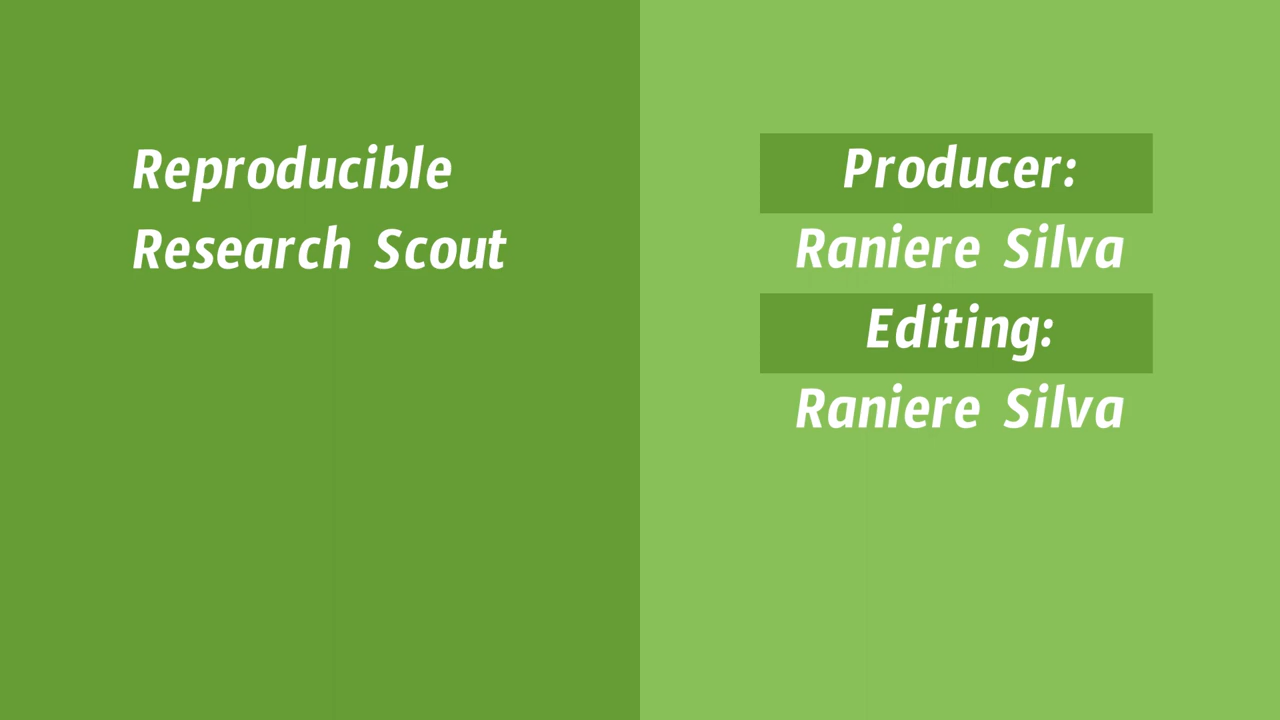 Reproducible
Research Scout
Producer:
Raniere Silva
Editing:
Raniere Silva